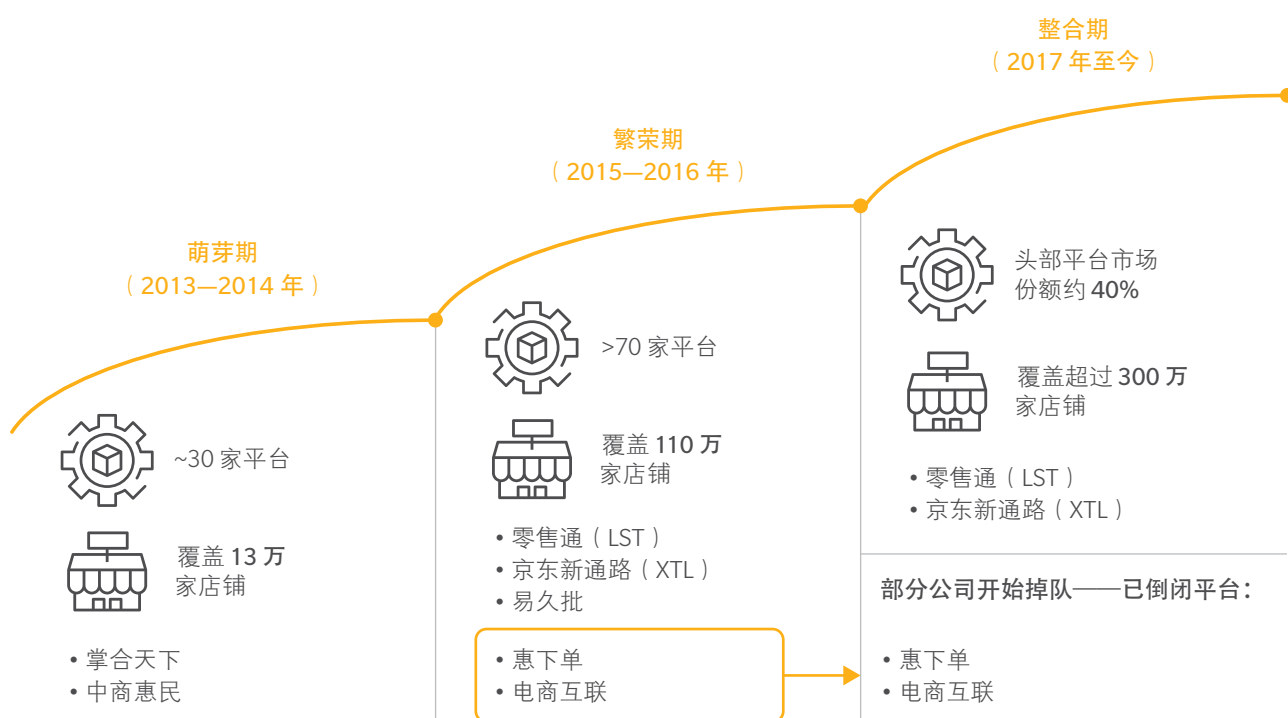 萌芽期
（2013—2014 年）
~30 家平台
覆盖 13 万
家店铺
• 掌合天下
• 中商惠民
繁荣期
（2015—2016 年）
>70 家平台
覆盖 110 万
家店铺
• 零售通（LST）
• 京东新通路（XTL）
• 易久批
• 惠下单
• 电商互联
整合期
（2017 年至今）
头部平台市场
份额约 40%
覆盖超过 300 万
家店铺
• 零售通（LST）
• 京东新通路（XTL）
部分公司开始掉队——已倒闭平台：
• 惠下单
• 电商互联